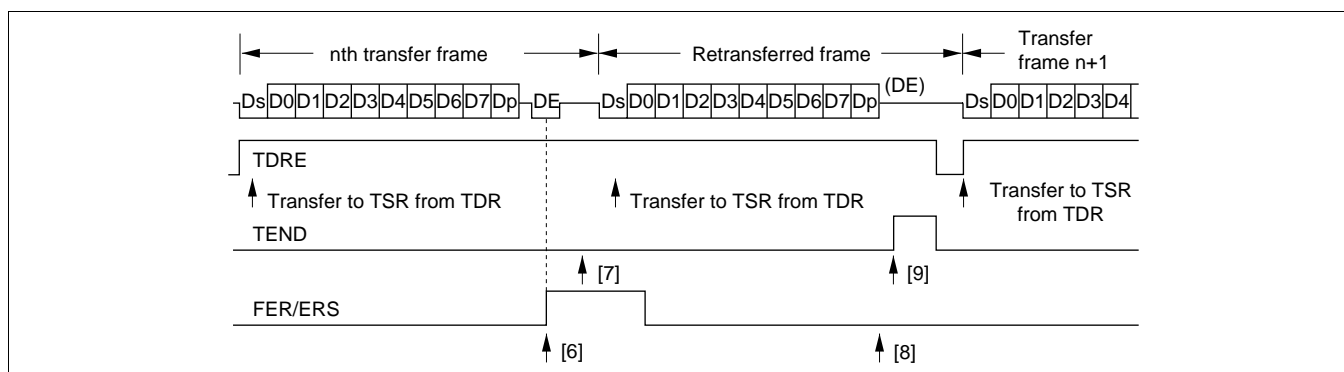 nth transfer frame
Retransferred frame
Transfer
frame n+1
Ds D0 D1 D2 D3 D4 D5 D6 D7 Dp DE Ds D0 D1 D2 D3 D4 D5 D6 D7 Dp (DE) Ds D0 D1 D2 D3 D4
TDRE
Transfer to TSR from TDR
Transfer to TSR from TDR
Transfer to TSR
from TDR
TEND
[7]
[9]
FER/ERS
[6]
[8]